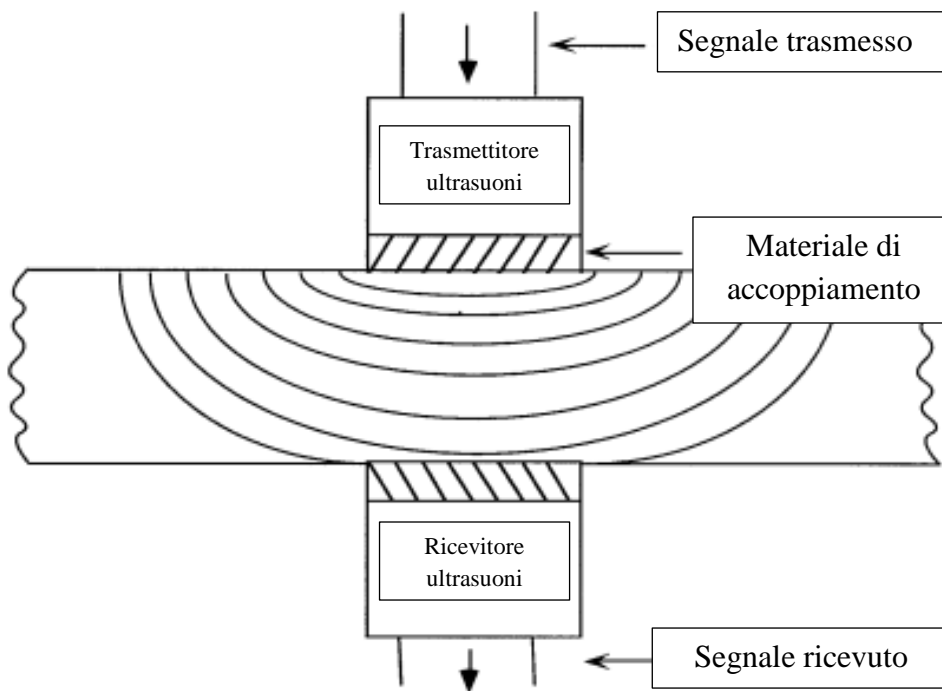 Segnale trasmesso
Trasmettitore
ultrasuoni
Materiale di
accoppiamento
Ricevitore
ultrasuoni
Segnale ricevuto